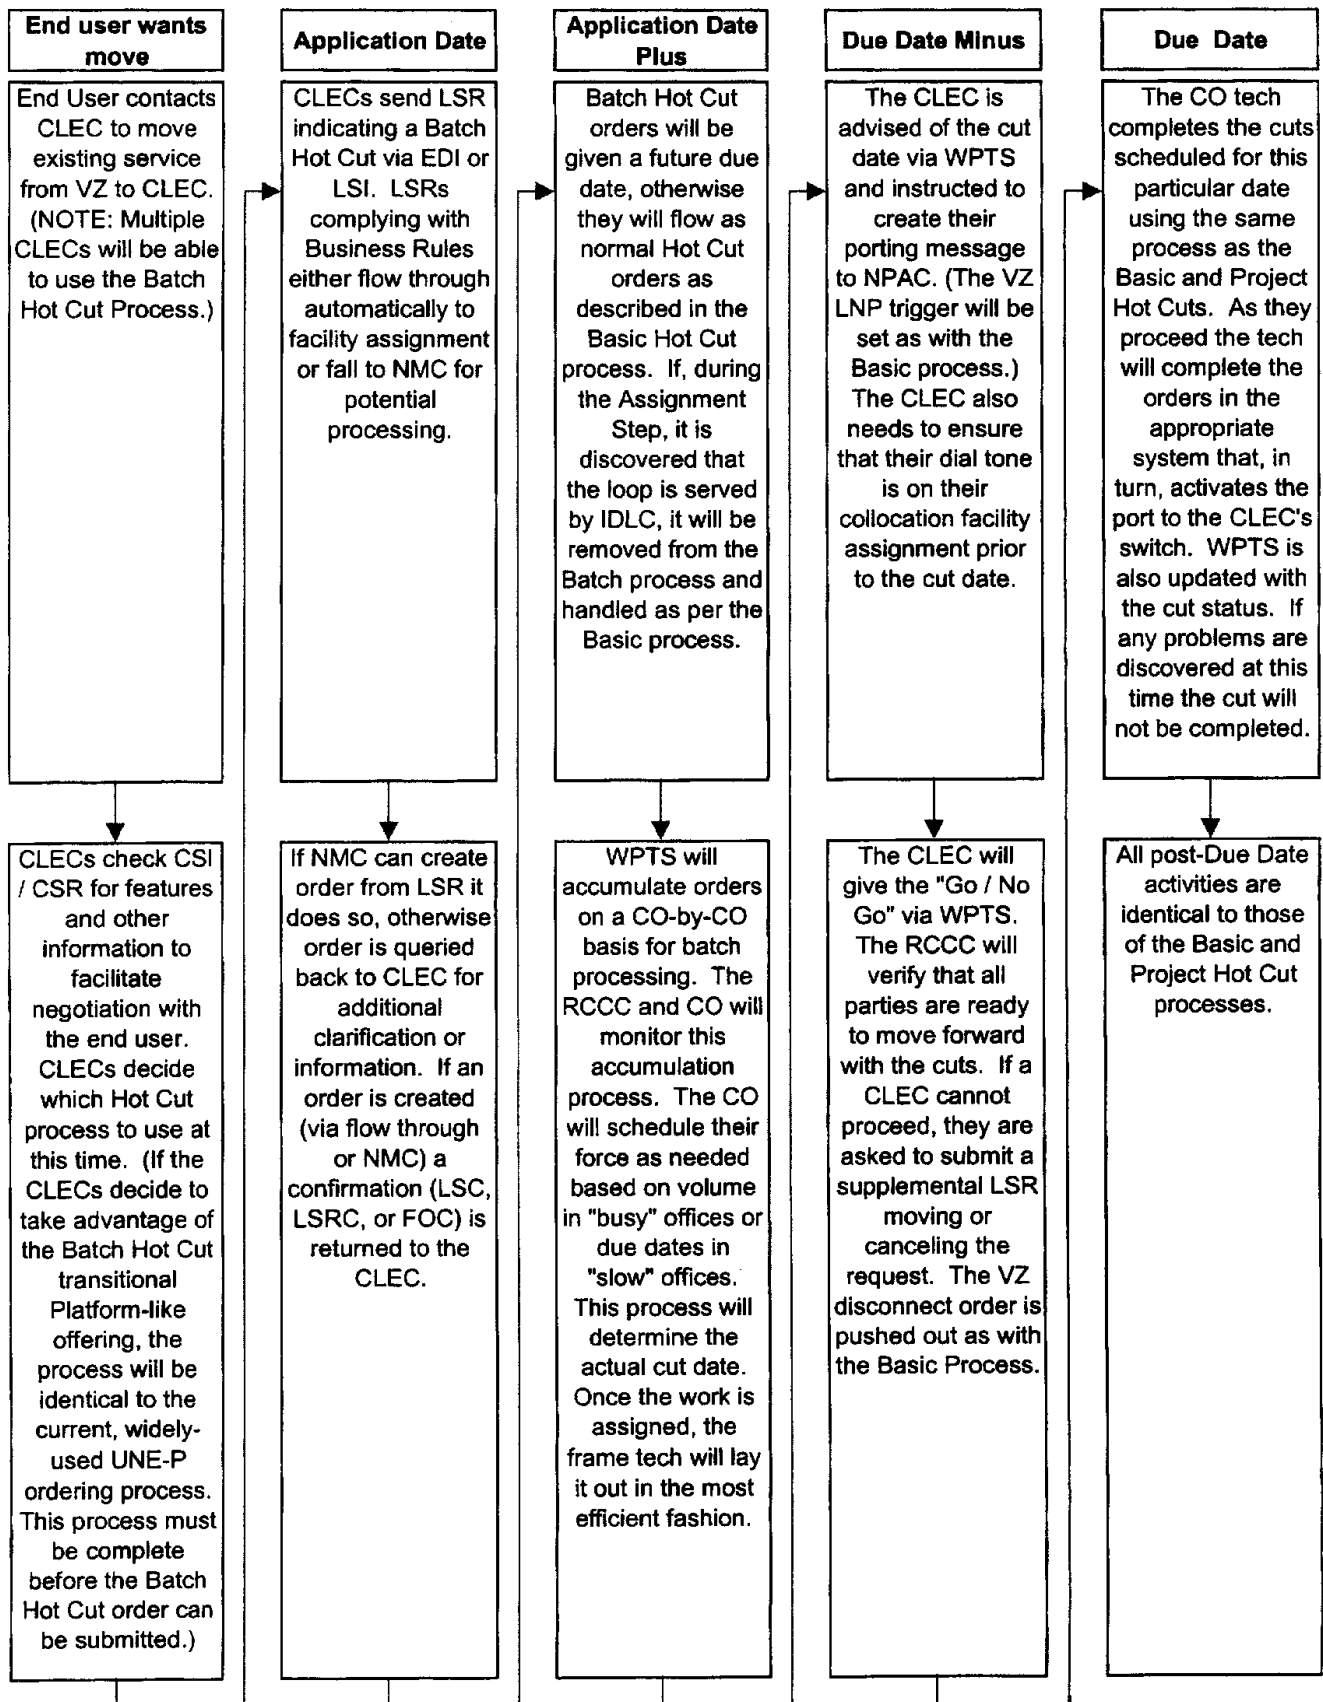 End user wants
move
End User contacts
CLEC to move
existing service
from VZ to CLEC.
(NOTE: Multiple
CLECs will be able
to use the Batch
Hot Cut Process.)
CLECs check CSI
/ CSR for features
and other
information to
facilitate
negotiation with
the end user.
CLECs decide
which Hot Cut
process to use at
this time. (If the
CLECs decide to
take advantage of
the Batch Hot Cut
transitional
Platform-like
offering, the
process will be
identical to the
current, widely-
used UNE-P
ordering process.
This process must
be complete
before the Batch
Hot Cut order can
be submitted.)
Application Date
CLECs send LSR
indicating a Batch
Hot Cut via EDI or
LSI. LSRs
complying with
Business Rules
either flow through
automatically to
facility assignment
or fall to NMC for
potential
processing.
If NMC can create
order from LSR it
does so, otherwise
order is queried
back to CLEC for
additional
clarification or
information. If an
order is created
(via flow through
or NMC) a
confirmation (LSC,
LSRC, or FOC) is
returned to the
CLEC.
Application Date
Plus
Batch Hot Cut
orders will be
given a future due
date, otherwise
they will flow as
normal Hot Cut
orders as
described in the
Basic Hot Cut
process. If, during
the Assignment
Step, it is
discovered that
the loop is served
by IDLC, it will be
removed from the
Batch process and
handled as per the
Basic process.
WPTS will
accumulate orders
on a CO-by-CO
basis for batch
processing. The
RCCC and CO will
monitor this
accumulation
process. The CO
will schedule their
force as needed
based on volume
in "busy" offices or
due dates in
"slow" offices.
This process will
determine the
actual cut date.
Once the work is
assigned, the
frame tech will lay
it out in the most
efficient fashion.
Due Date Minus
The CLEC is
advised of the cut
date via WPTS
and instructed to
create their
porting message
to NPAC. (The VZ
LNP trigger will be
set as with the
Basic process.)
The CLEC also
needs to ensure
that their dial tone
is on their
collocation facility
assignment prior
to the cut date.
The CLEC will
give the "Go / No
Go" via WPTS.
The RCCC will
verify that all
parties are ready
to move forward
with the cuts. If a
CLEC cannot
proceed, they are
asked to submit a
supplemental LSR
moving or
canceling the
request. The VZ
disconnect order is
pushed out as with
the Basic Process.
Due Date
The CO tech
completes the cuts
scheduled for this
particular date
using the same
process as the
Basic and Project
Hot Cuts. As they
proceed the tech
will complete the
orders in the
appropriate
system that, in
turn, activates the
port to the CLEC's
switch. WPTS is
also updated with
the cut status. If
any problems are
discovered at this
time the cut will
not be completed.
All post-Due Date
activities are
identical to those
of the Basic and
Project Hot Cut
processes.